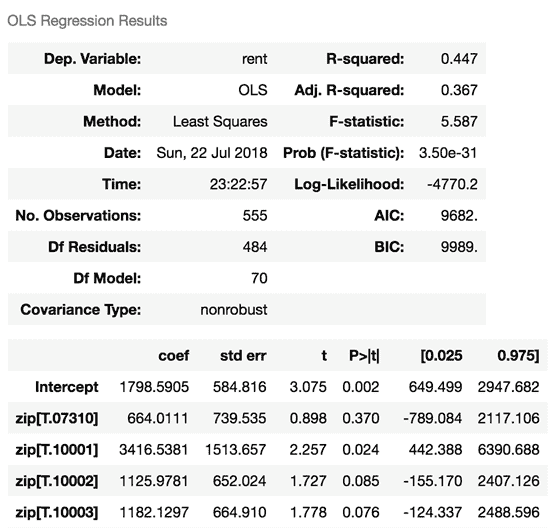 OLS Regression Results
Dep. Variable: rent R-squared: 0.447
Model: OLS Adj. R-squared: 0.367
Method: Least Squares F-statistic: 5.587
Date: Sun, 22 Jul 2018 Prob (F-statistic): 3.50e-31
Time: 23:22:57 Log-Likelihood: -4770.2
No. Observations: 555 AIC: 9682.
Df Residuals: 484 BIC: 9989.
Df Model: 70
Covariance Type: nonrobust
coef std err t P>|t| [0.025 0.975]
Intercept 1798.5905 584.816 3.075 0.002 649.499 2947.682
zip[T.07310] 664.0111 739.535 0.898 0.370 -789.084 2117.106
zip[T.10001] 3416.5381 1513.657 2.257 0.024 442.388 6390.688
zip[T.10002] 1125.9781 652.024 1.727 0.085 -155.170 2407.126
zip[T.10003] 1182.1297 664.910 1.778 0.076 -124.337 2488.596